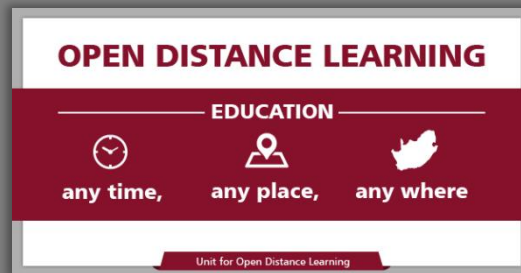 OPEN DISTANCE LEARNING
EDUCATION
any time, any place, any where
Unit for Open Distance Learning